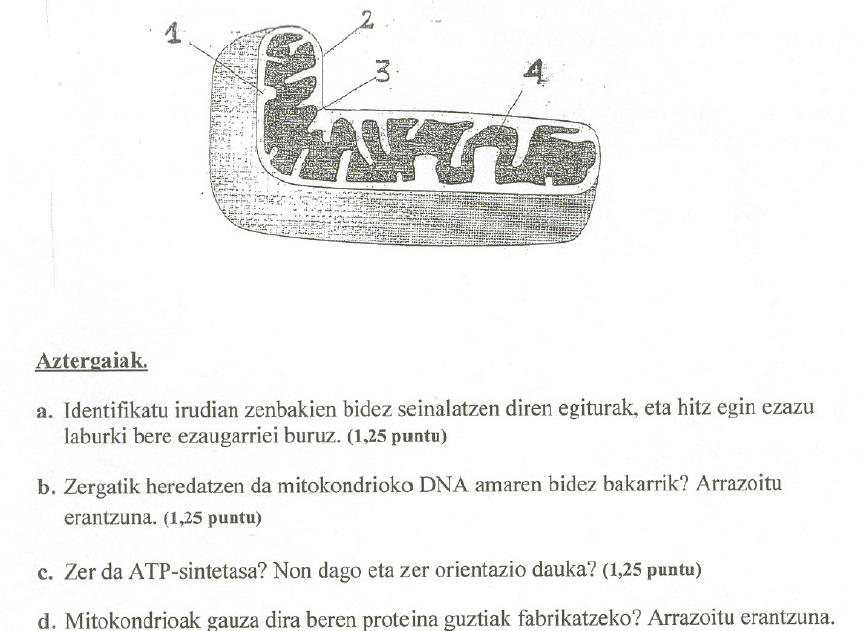 1
2
3
4
Aztergaiak.
a. Identifikatu irudian zenbakien bidez seinalatzen diren egiturak, eta hitz egin ezazu
laburki bere ezaugarriei buruz. (1,25 puntu)
b. Zergatik heredatzen da mitokondrioko DNA amaren bidez bakarrik? Arrazoitu
erantzuna. (1,25 puntu)
c. Zer da ATP-sintetasa? Non dago eta zer orientazio dauka? (1,25 puntu)
d. Mitokondrioak gauza dira beren proteina guztiak fabrikatzeko? Arrazoitu erantzuna.